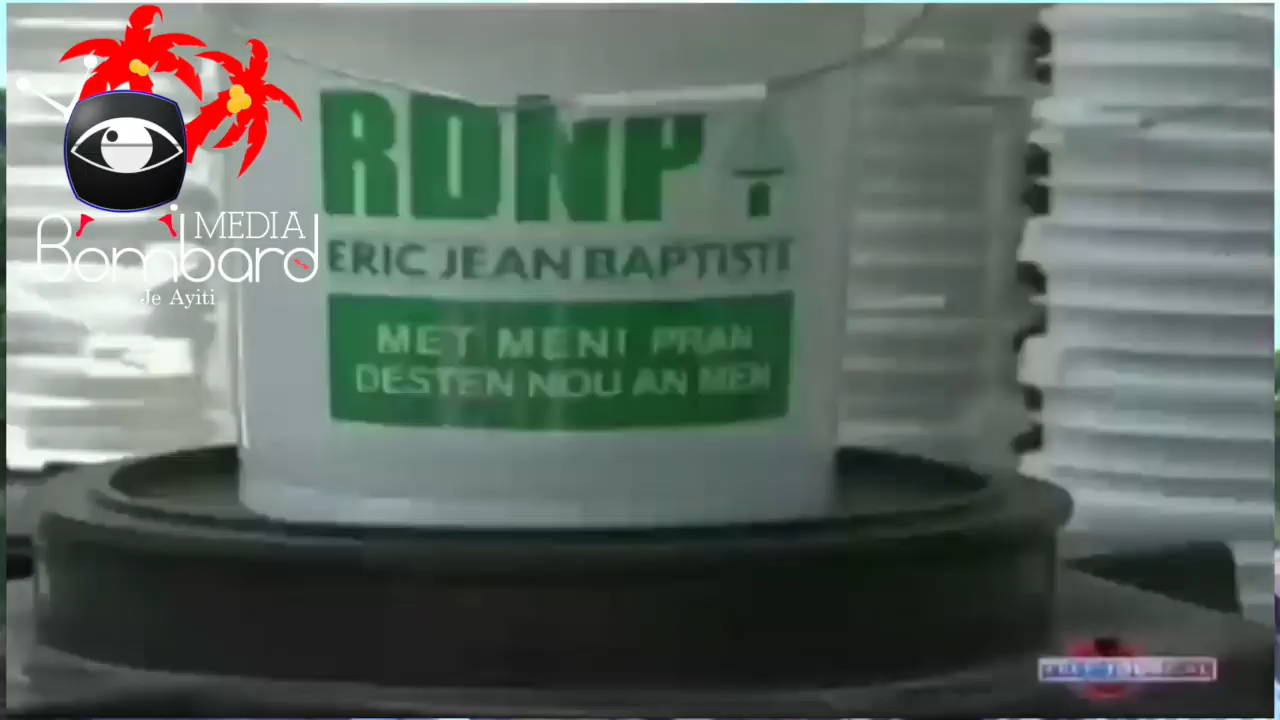 RDNP
ERIC JEAN BAPTISTE
MET MENI PRAN
DESTEN NOU AN MEN
MEDIA
Bombard
Je Ayiti